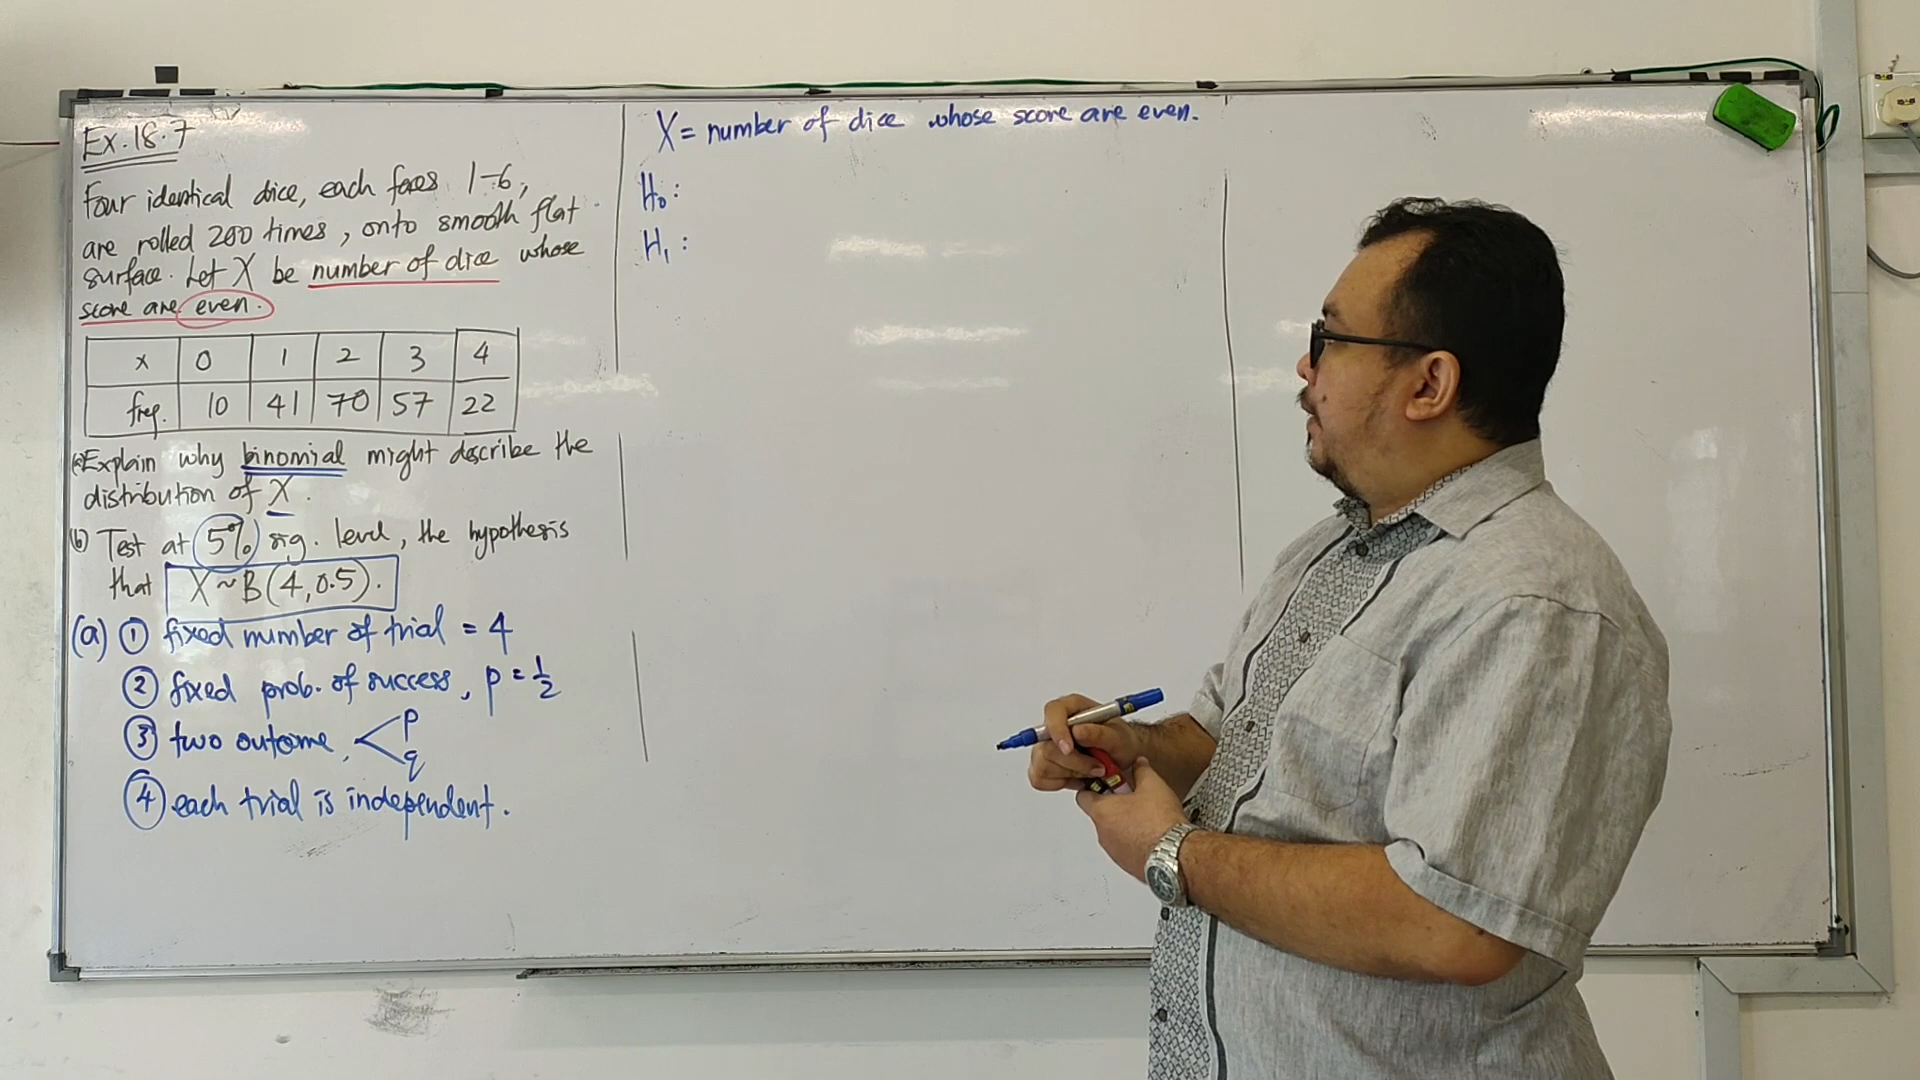 Ex. 18.7
Four identical dice, each faces 1-6,
are rolled 200 times, onto smooth flat
surface. Let X be number of dice whose
score are even.
x 0 1 2 3 4
freq. 10 41 70 57 22
(a) Explain why binomial might describe the
distribution of X.
(b) Test at 5% sig. level, the hypothesis
that X~B(4,0.5).
(a) ① fixed number of trial = 4
② fixed prob. of success, p = 1/2
③ two outcome, < p
q
④ each trial is independent.
X = number of dice whose score are even.
H₀:
H₁: